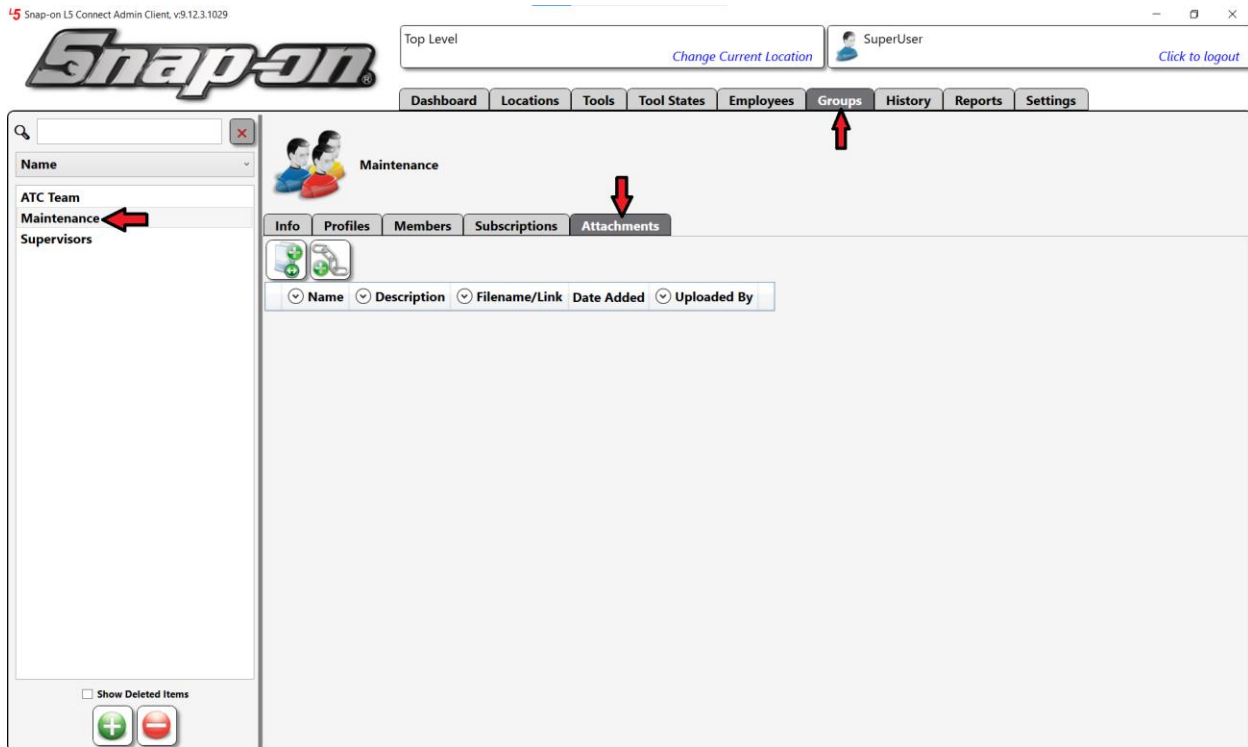 L5 Snap-on L5 Connect Admin Client, v:9.12.3.1029
Snap-on®
Top Level
Change Current Location
SuperUser
Click to logout
Dashboard Locations Tools Tool States Employees Groups History Reports Settings
Name
ATC Team
Maintenance
Supervisors
Maintenance
Info Profiles Members Subscriptions Attachments
Name Description Filename/Link Date Added Uploaded By
Show Deleted Items